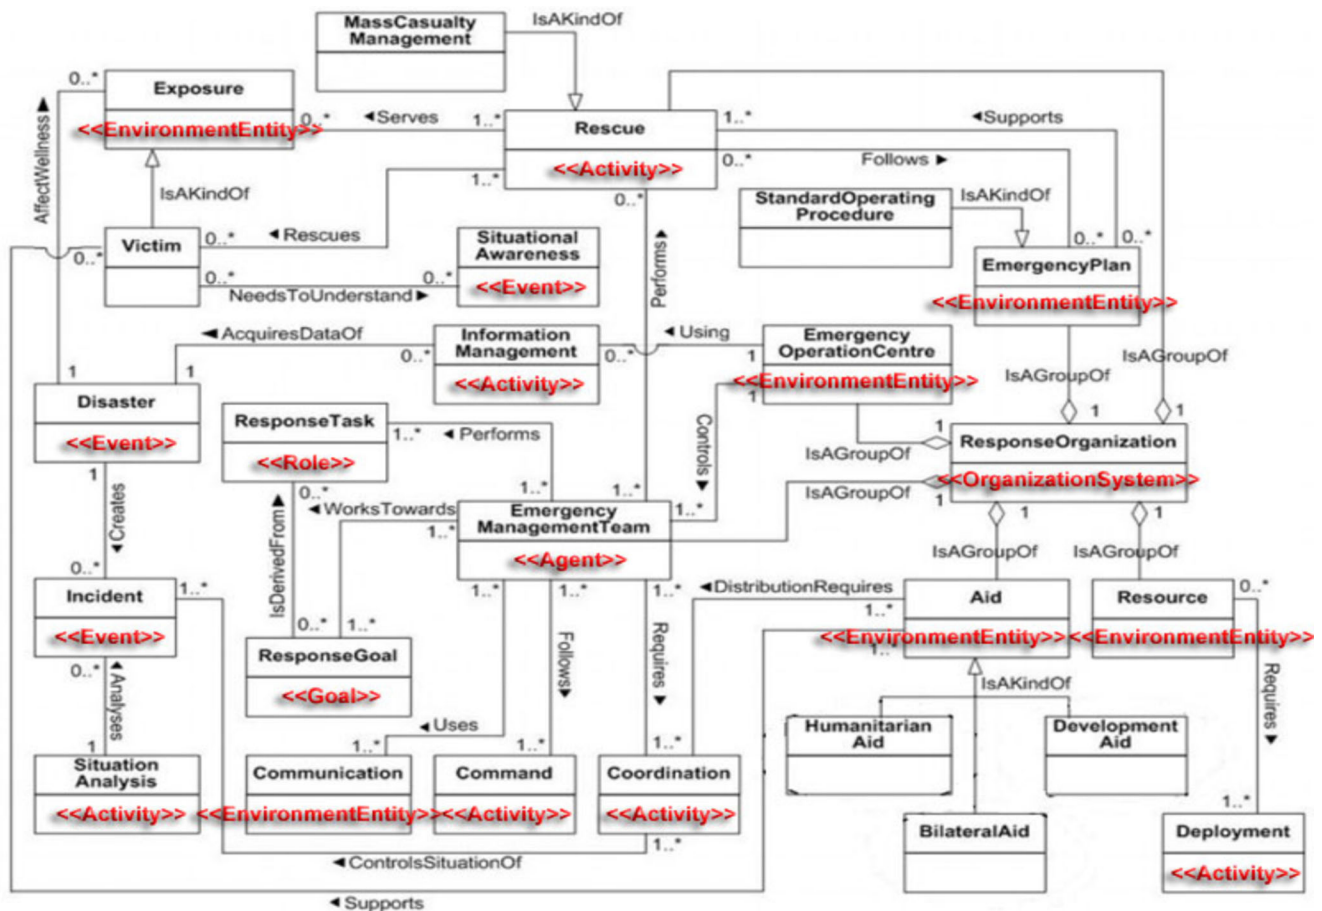 MassCasualty
Management
IsAKindOf
0..*
Exposure
<<EnvironmentEntity>>
0..*
◄Serves
1..*
Rescue
<<Activity>>
1..*
◄Supports
0..*
Follows ►
AffectWellness►
IsAKindOf
1..*
0..*
StandardOperating
Procedure
IsAKindOf
Victim
0..*
0..*
◄Rescues
Situational
Awareness
<<Event>>
0..*
0..*
NeedsToUnderstand ►
Performs►
0..*
0..*
EmergencyPlan
<<EnvironmentEntity>>
◄AcquiresDataOf
0..*
Information
Management
<<Activity>>
0..*
◄Using
1
Emergency
OperationCentre
<<EnvironmentEntity>>
1
IsAGroupOf
IsAGroupOf
1
1
Disaster
<<Event>>
1
ResponseTask
<<Role>>
1..*
◄Performs
Controls►
1
1
1
ResponseOrganization
<<OrganizationSystem>>
IsAGroupOf
IsAGroupOf
1
1
1
◄Creates
0..*
◄WorksTowards
1..*
1..*
1..*
1..*
Emergency
ManagementTeam
<<Agent>>
IsDerivedFrom►
IsAGroupOf
IsAGroupOf
0..*
Incident
<<Event>>
1..*
0..*
1..*
1..*
1..*
1..*
◄DistributionRequires
1..*
Aid
<<EnvironmentEntity>>
1..*
Resource
<<EnvironmentEntity>>
0..*
0..*
◄Analyses
1
ResponseGoal
<<Goal>>
Follows►
Requires►
IsAKindOf
Requires►
◄Uses
Humanitarian
Aid
Development
Aid
Situation
Analysis
<<Activity>>
1..*
Communication
<<EnvironmentEntity>>
1..*
Command
<<Activity>>
1..*
1..*
Coordination
<<Activity>>
1..*
BilateralAid
1..*
Deployment
<<Activity>>
◄ControlsSituationOf
◄Supports